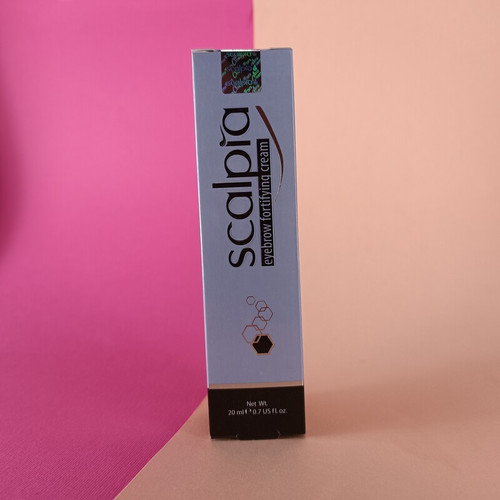 scalpia
eyebrow fortifying cream
Net Wt.
20 ml ℮ 0.7 US fl. oz.